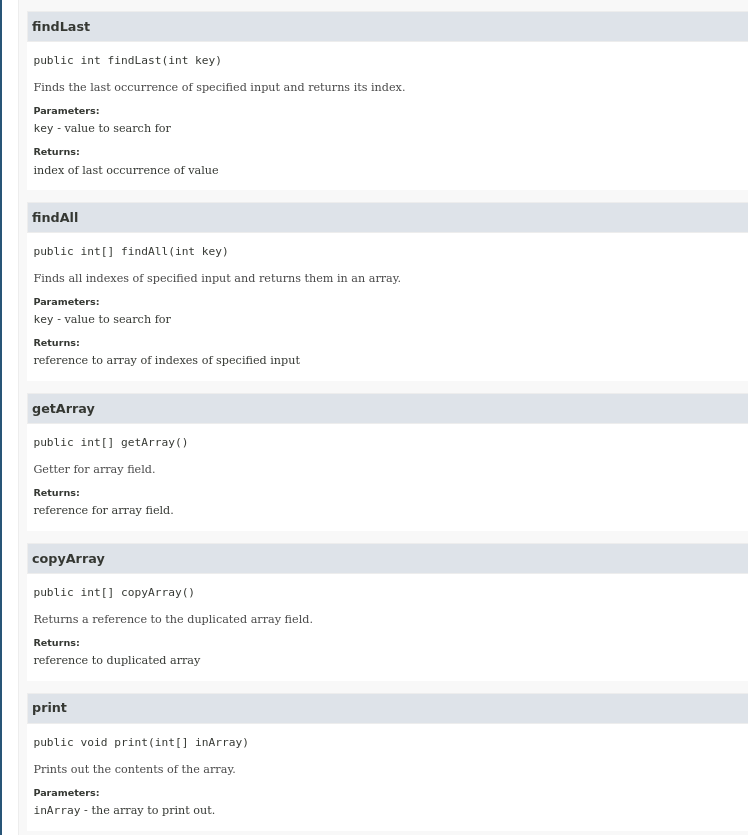 findLast
public int findLast(int key)
Finds the last occurrence of specified input and returns its index.
Parameters:
key - value to search for
Returns:
index of last occurrence of value
findAll
public int[] findAll(int key)
Finds all indexes of specified input and returns them in an array.
Parameters:
key - value to search for
Returns:
reference to array of indexes of specified input
getArray
public int[] getArray()
Getter for array field.
Returns:
reference for array field.
copyArray
public int[] copyArray()
Returns a reference to the duplicated array field.
Returns:
reference to duplicated array
print
public void print(int[] inArray)
Prints out the contents of the array.
Parameters:
inArray - the array to print out.